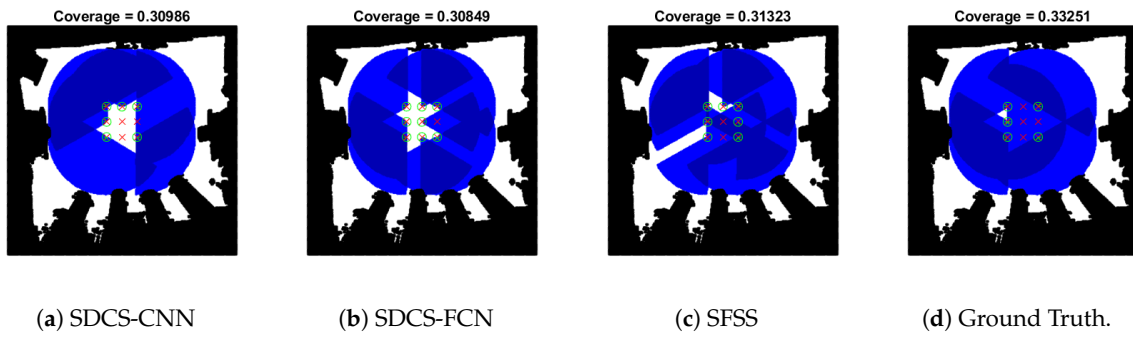 Coverage = 0.30986
Coverage = 0.30849
Coverage = 0.31323
Coverage = 0.33251
(a) SDCS-CNN
(b) SDCS-FCN
(c) SFSS
(d) Ground Truth.